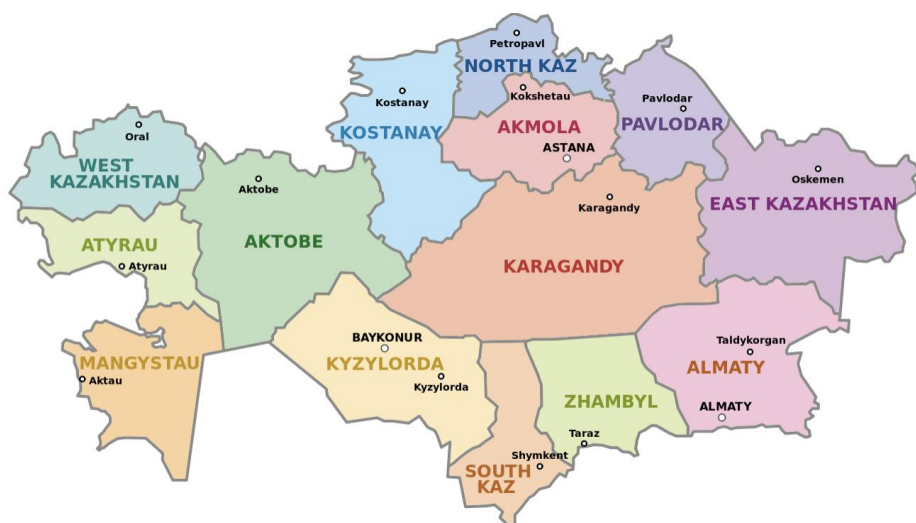 Petropavl
NORTH KAZ
Kostanay
Kokshetau
Pavlodar
KOSTANAY
AKMOLA
PAVLODAR
Oral
ASTANA
WEST
KAZAKHSTAN
Aktobe
Karagandy
Oskemen
EAST KAZAKHSTAN
ATYRAU
Atyrau
AKTOBE
KARAGANDY
MANGYSTAU
Aktau
BAYKONUR
KYZYLORDA
Kyzylorda
Taldykorgan
ALMATY
ALMATY
ZHAMBYL
Taraz
Shymkent
SOUTH
KAZ